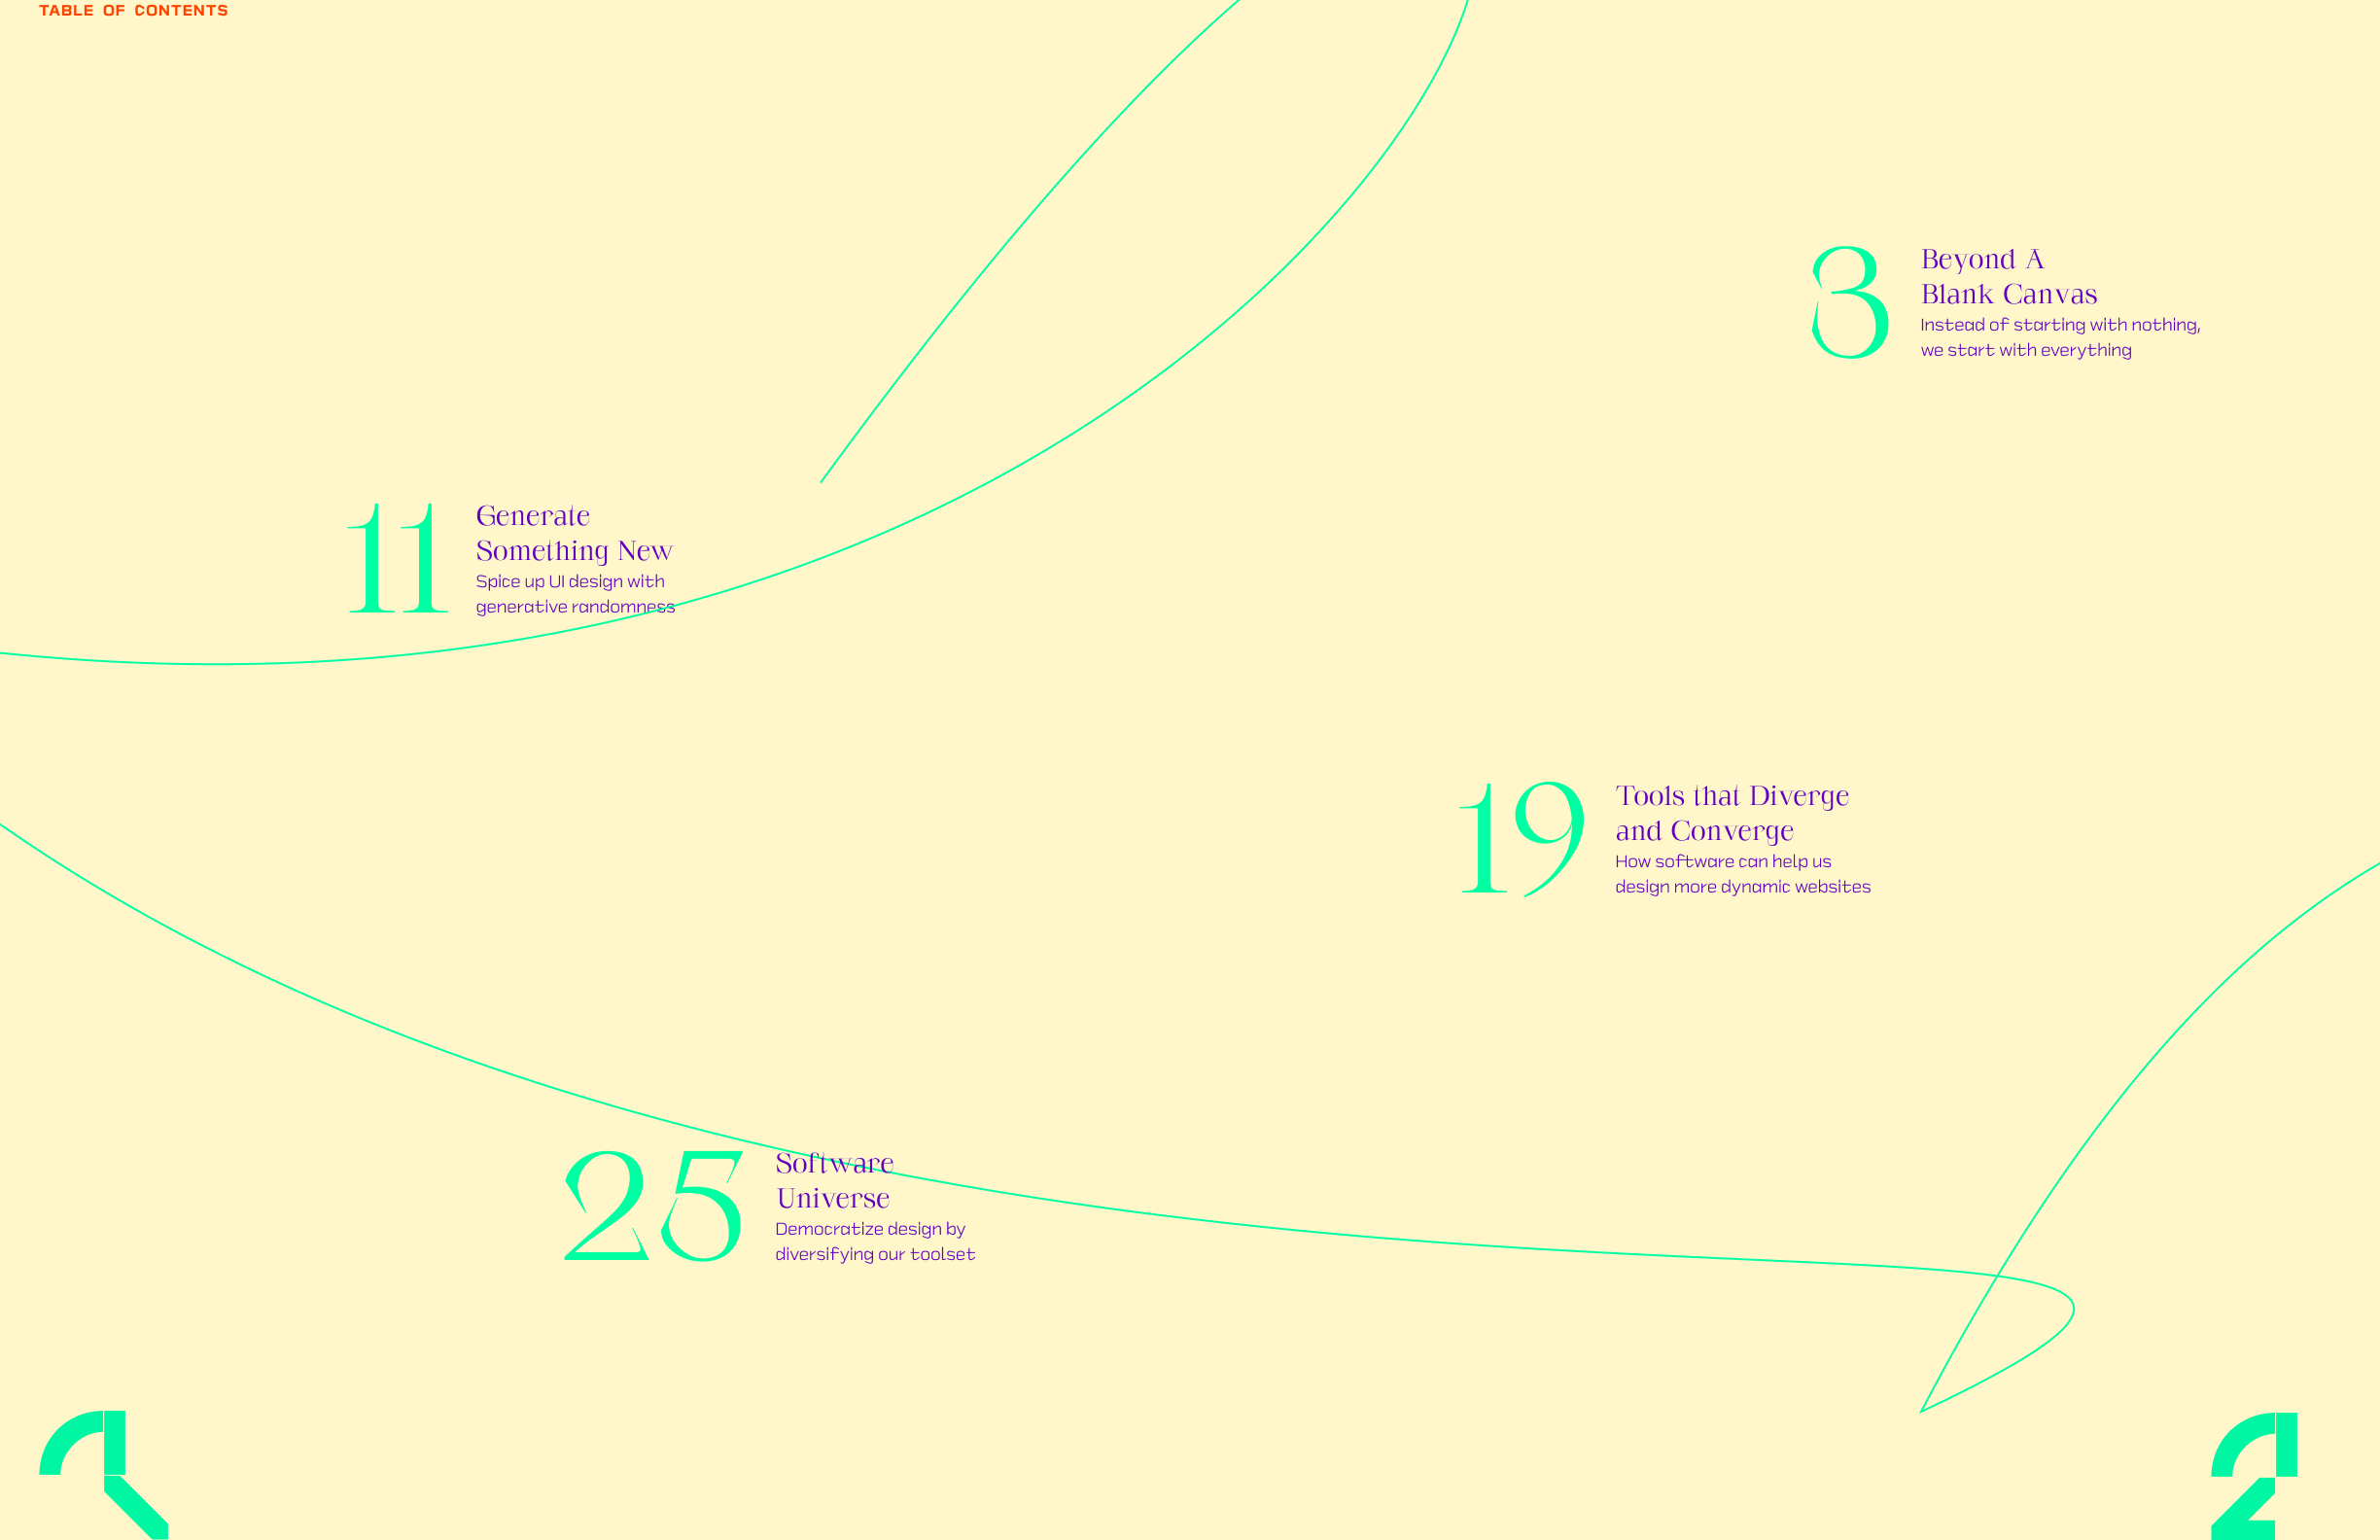 TABLE OF CONTENTS
3
Beyond A
Blank Canvas
Instead of starting with nothing,
we start with everything
11
Generate
Something New
Spice up UI design with
generative randomness
19
Tools that Diverge
and Converge
How software can help us
design more dynamic websites
25
Software
Universe
Democratize design by
diversifying our toolset
1
2